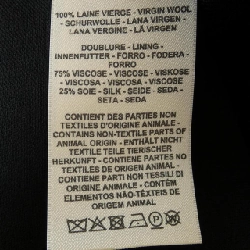 100% LAINE VIERGE - VIRGIN WOOL
- SCHURWOLLE - LANA VIRGEN -
LANA VERGINE - LÃ VIRGEM
DOUBLURE - LINING -
INNENFUTTER - FORRO - FODERA -
FORRO
75% VISCOSE - VISCOSE - VISKOSE
- VISCOSA - VISCOSA - VISCOSE
25% SOIE - SILK - SEIDE - SEDA -
SETA - SEDA
CONTIENT DES PARTIES NON
TEXTILES D'ORIGINE ANIMALE -
CONTAINS NON-TEXTILE PARTS OF
ANIMAL ORIGIN - ENTHÄLT NICHT
TEXTILE TEILE TIERISCHER
HERKUNFT - CONTIENE PARTES NO
TEXTILES DE ORIGEN ANIMAL -
CONTIENE PARTI NON TESSILI DI
ORIGINE ANIMALE - CONTÉM
ELEMENTOS NÃO TÊXTEIS DE
ORIGEM ANIMAL